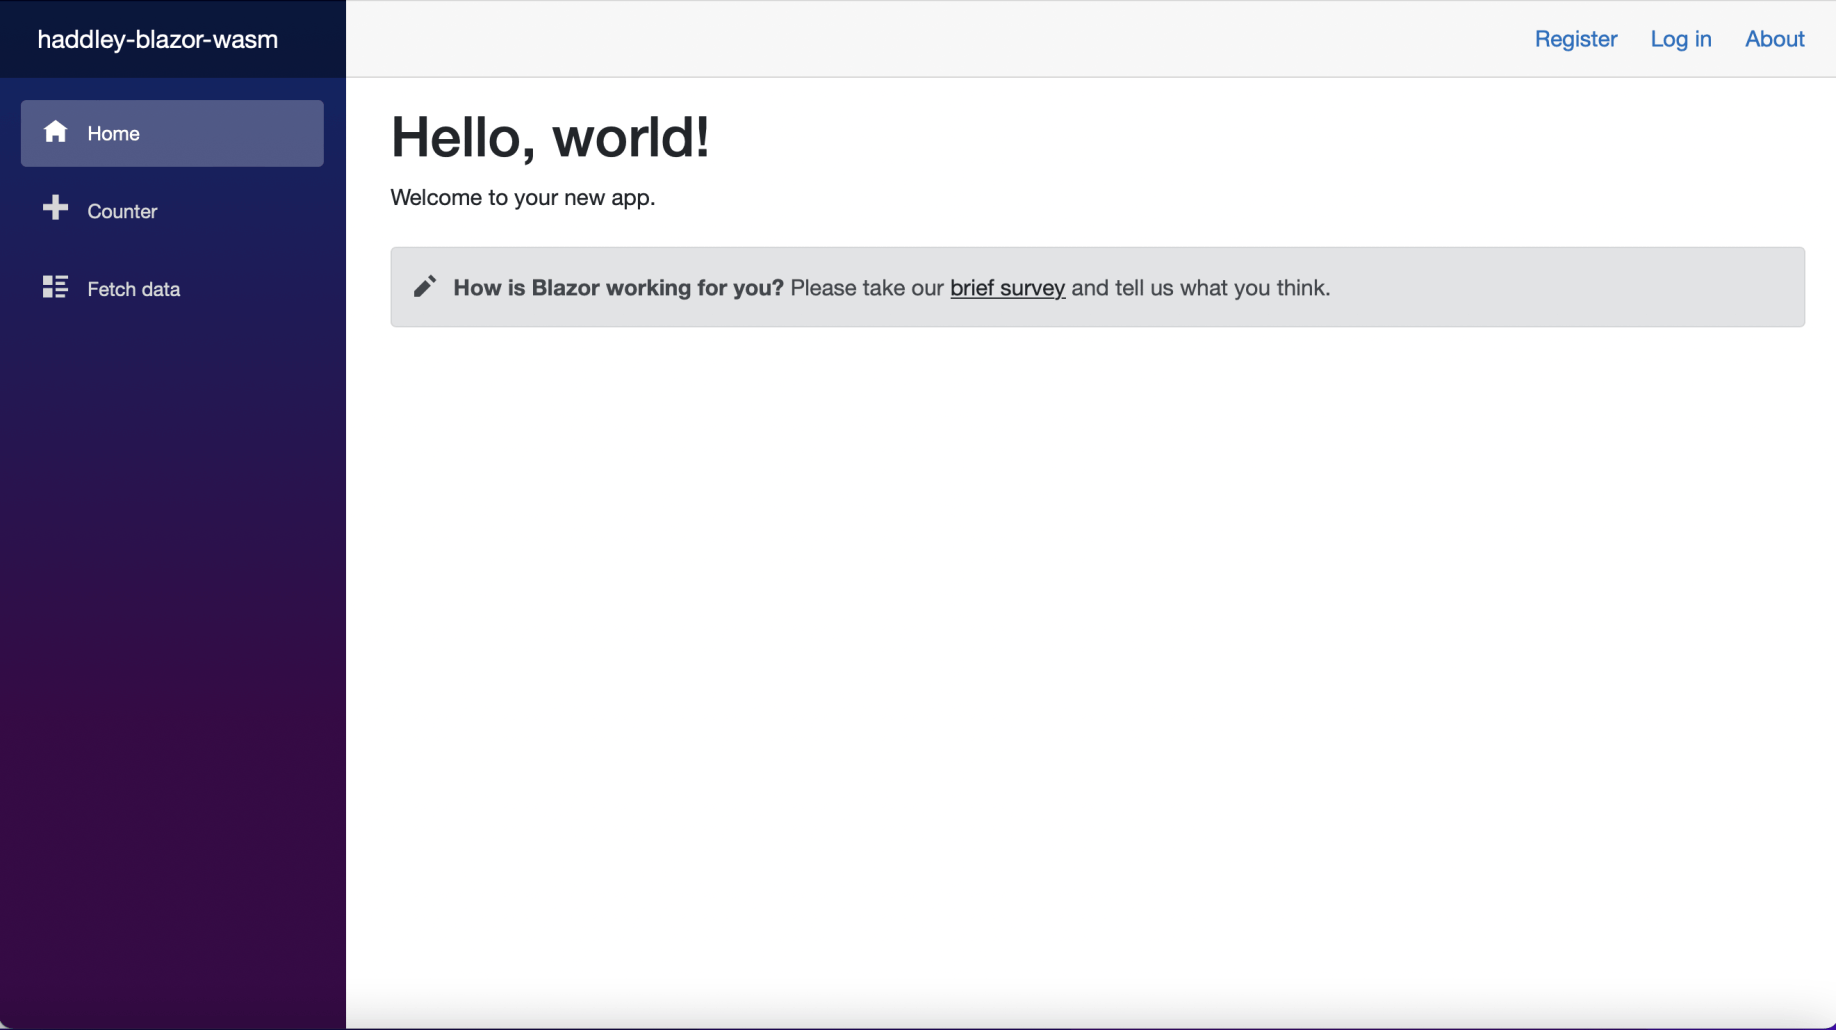 haddley-blazor-wasm
Register Log in About
Home
Counter
Fetch data
Hello, world!
Welcome to your new app.
How is Blazor working for you? Please take our brief survey and tell us what you think.